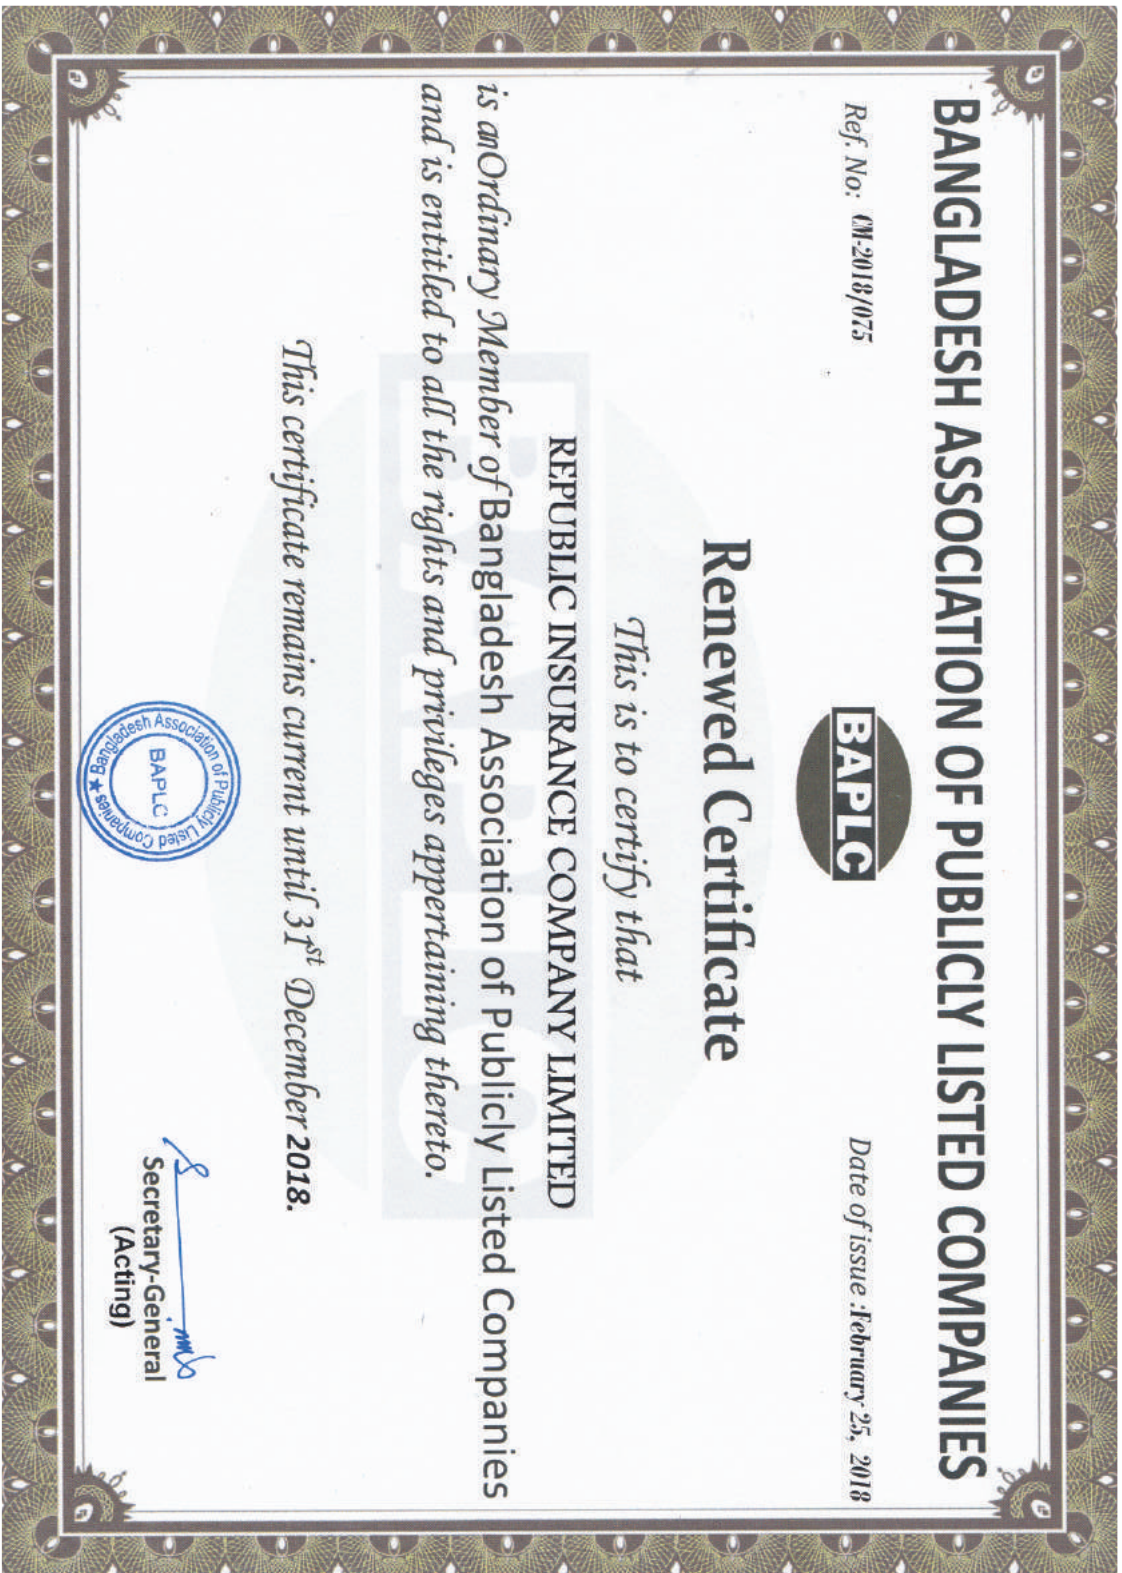 BANGLADESH ASSOCIATION OF PUBLICLY LISTED COMPANIES
Ref. No: CM-2018/075
Date of issue :February 25, 2018
BAPLC
Renewed Certificate
This is to certify that
REPUBLIC INSURANCE COMPANY LIMITED
is anOrdinary Member of Bangladesh Association of Publicly Listed Companies
and is entitled to all the rights and privileges appertaining thereto.
This certificate remains current until 31st December 2018.
Bangladesh Association of Publicly Listed Companies ★
BAPLC
Secretary-General
(Acting)
BAPLC